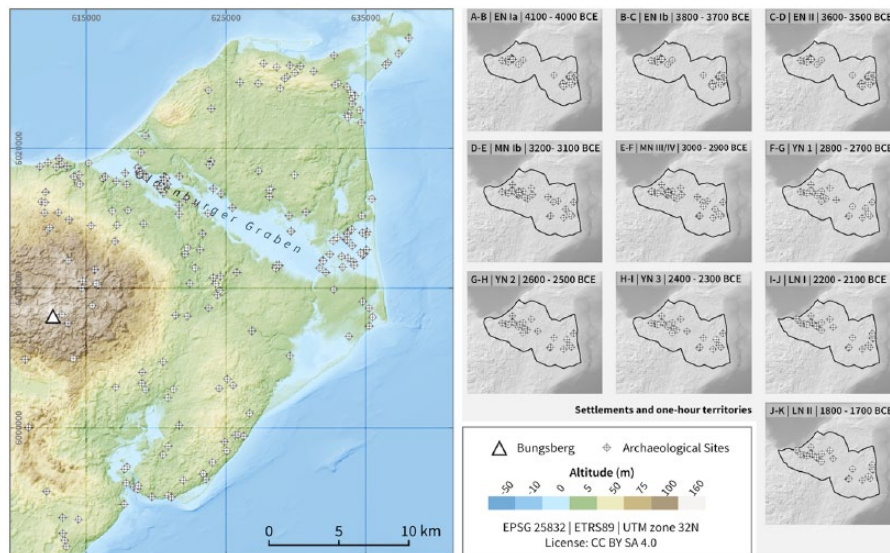 615000
625000
635000
6020000
Oldenburger Graben
6000000
0 5 10 km
A-B | EN Ia | 4100 - 4000 BCE
B-C | EN Ib | 3800 - 3700 BCE
C-D | EN II | 3600-3500 BCE
D-E | MN Ib | 3200- 3100 BCE
E-F | MN III/IV | 3000 - 2900 BCE
F-G | YN 1 | 2800 - 2700 BCE
G-H | YN 2 | 2600 - 2500 BCE
H-I | YN 3 | 2400 - 2300 BCE
I-J | LN I | 2200 - 2100 BCE
Settlements and one-hour territories
J-K | LN II | 1800 - 1700 BCE
Bungsberg
Archaeological Sites
Altitude (m)
-50 -10 0 5 50 75 100 160
EPSG 25832 | ETRS89 | UTM zone 32N
License: CC BY SA 4.0